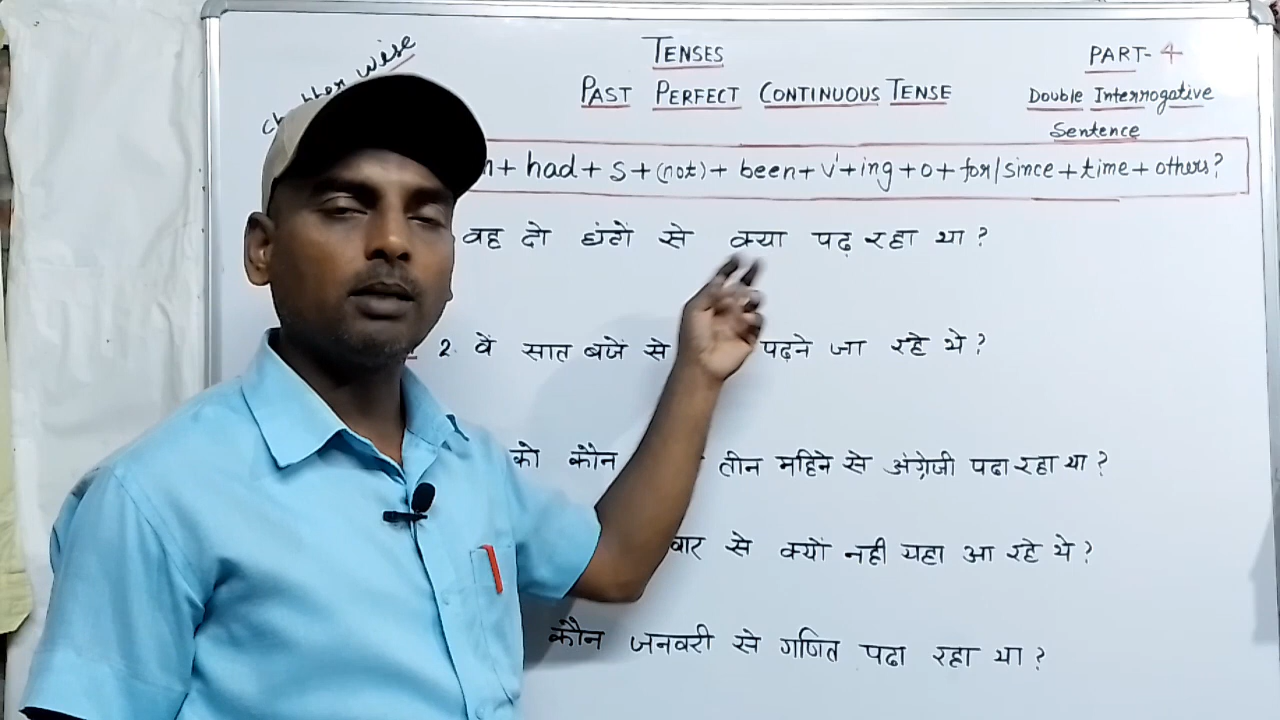 TENSES
PAST PERFECT CONTINUOUS TENSE
PART- 4
Double Interrogative
Sentence
wise
+ had + S + (not) + been + V¹ + ing + o + for/since + time + others?
वह दो घंटों से क्या पढ़ रहा था ?
2. वें सात बजें से पढ़ने जा रहे थे ?
को कौन तीन महिने से अंग्रेजी पढा रहा था ?
वार से क्यों नही यहा आ रहे थे ?
कौन जनवरी से गणित पढा रहा था ?